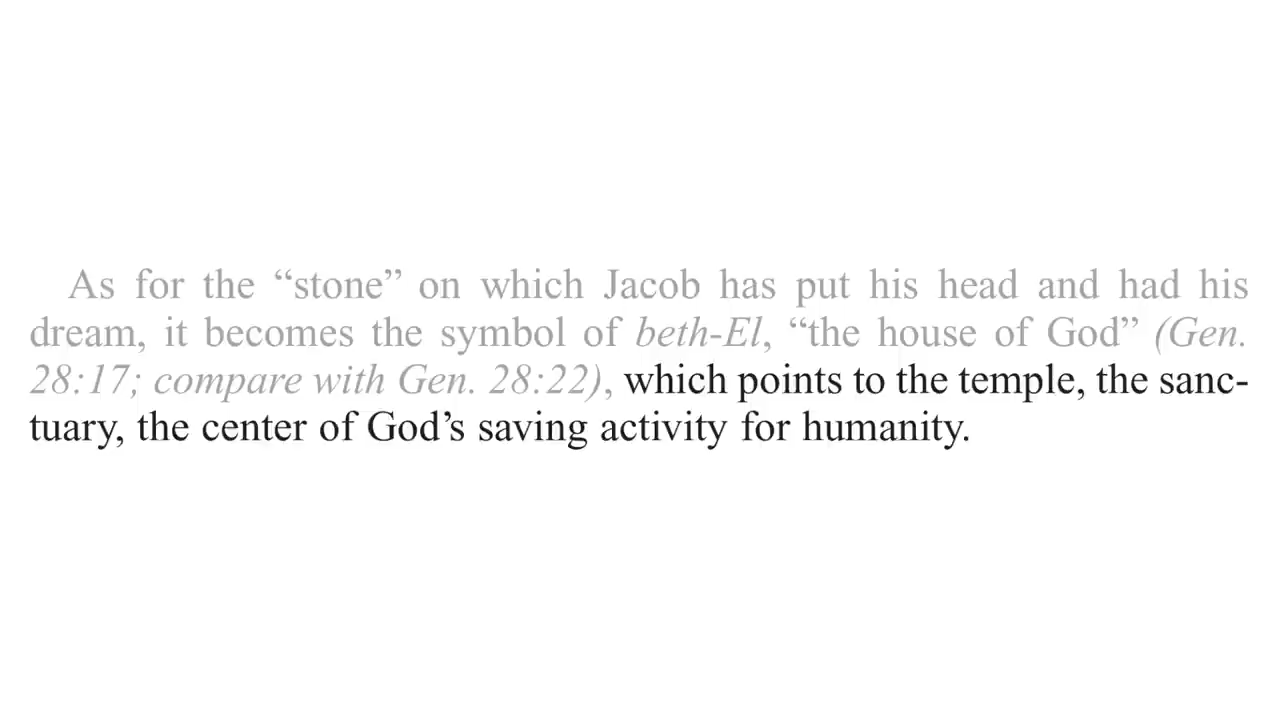 As for the “stone” on which Jacob has put his head and had his
dream, it becomes the symbol of beth-El, “the house of God” (Gen.
28:17; compare with Gen. 28:22), which points to the temple, the sanc-
tuary, the center of God’s saving activity for humanity.